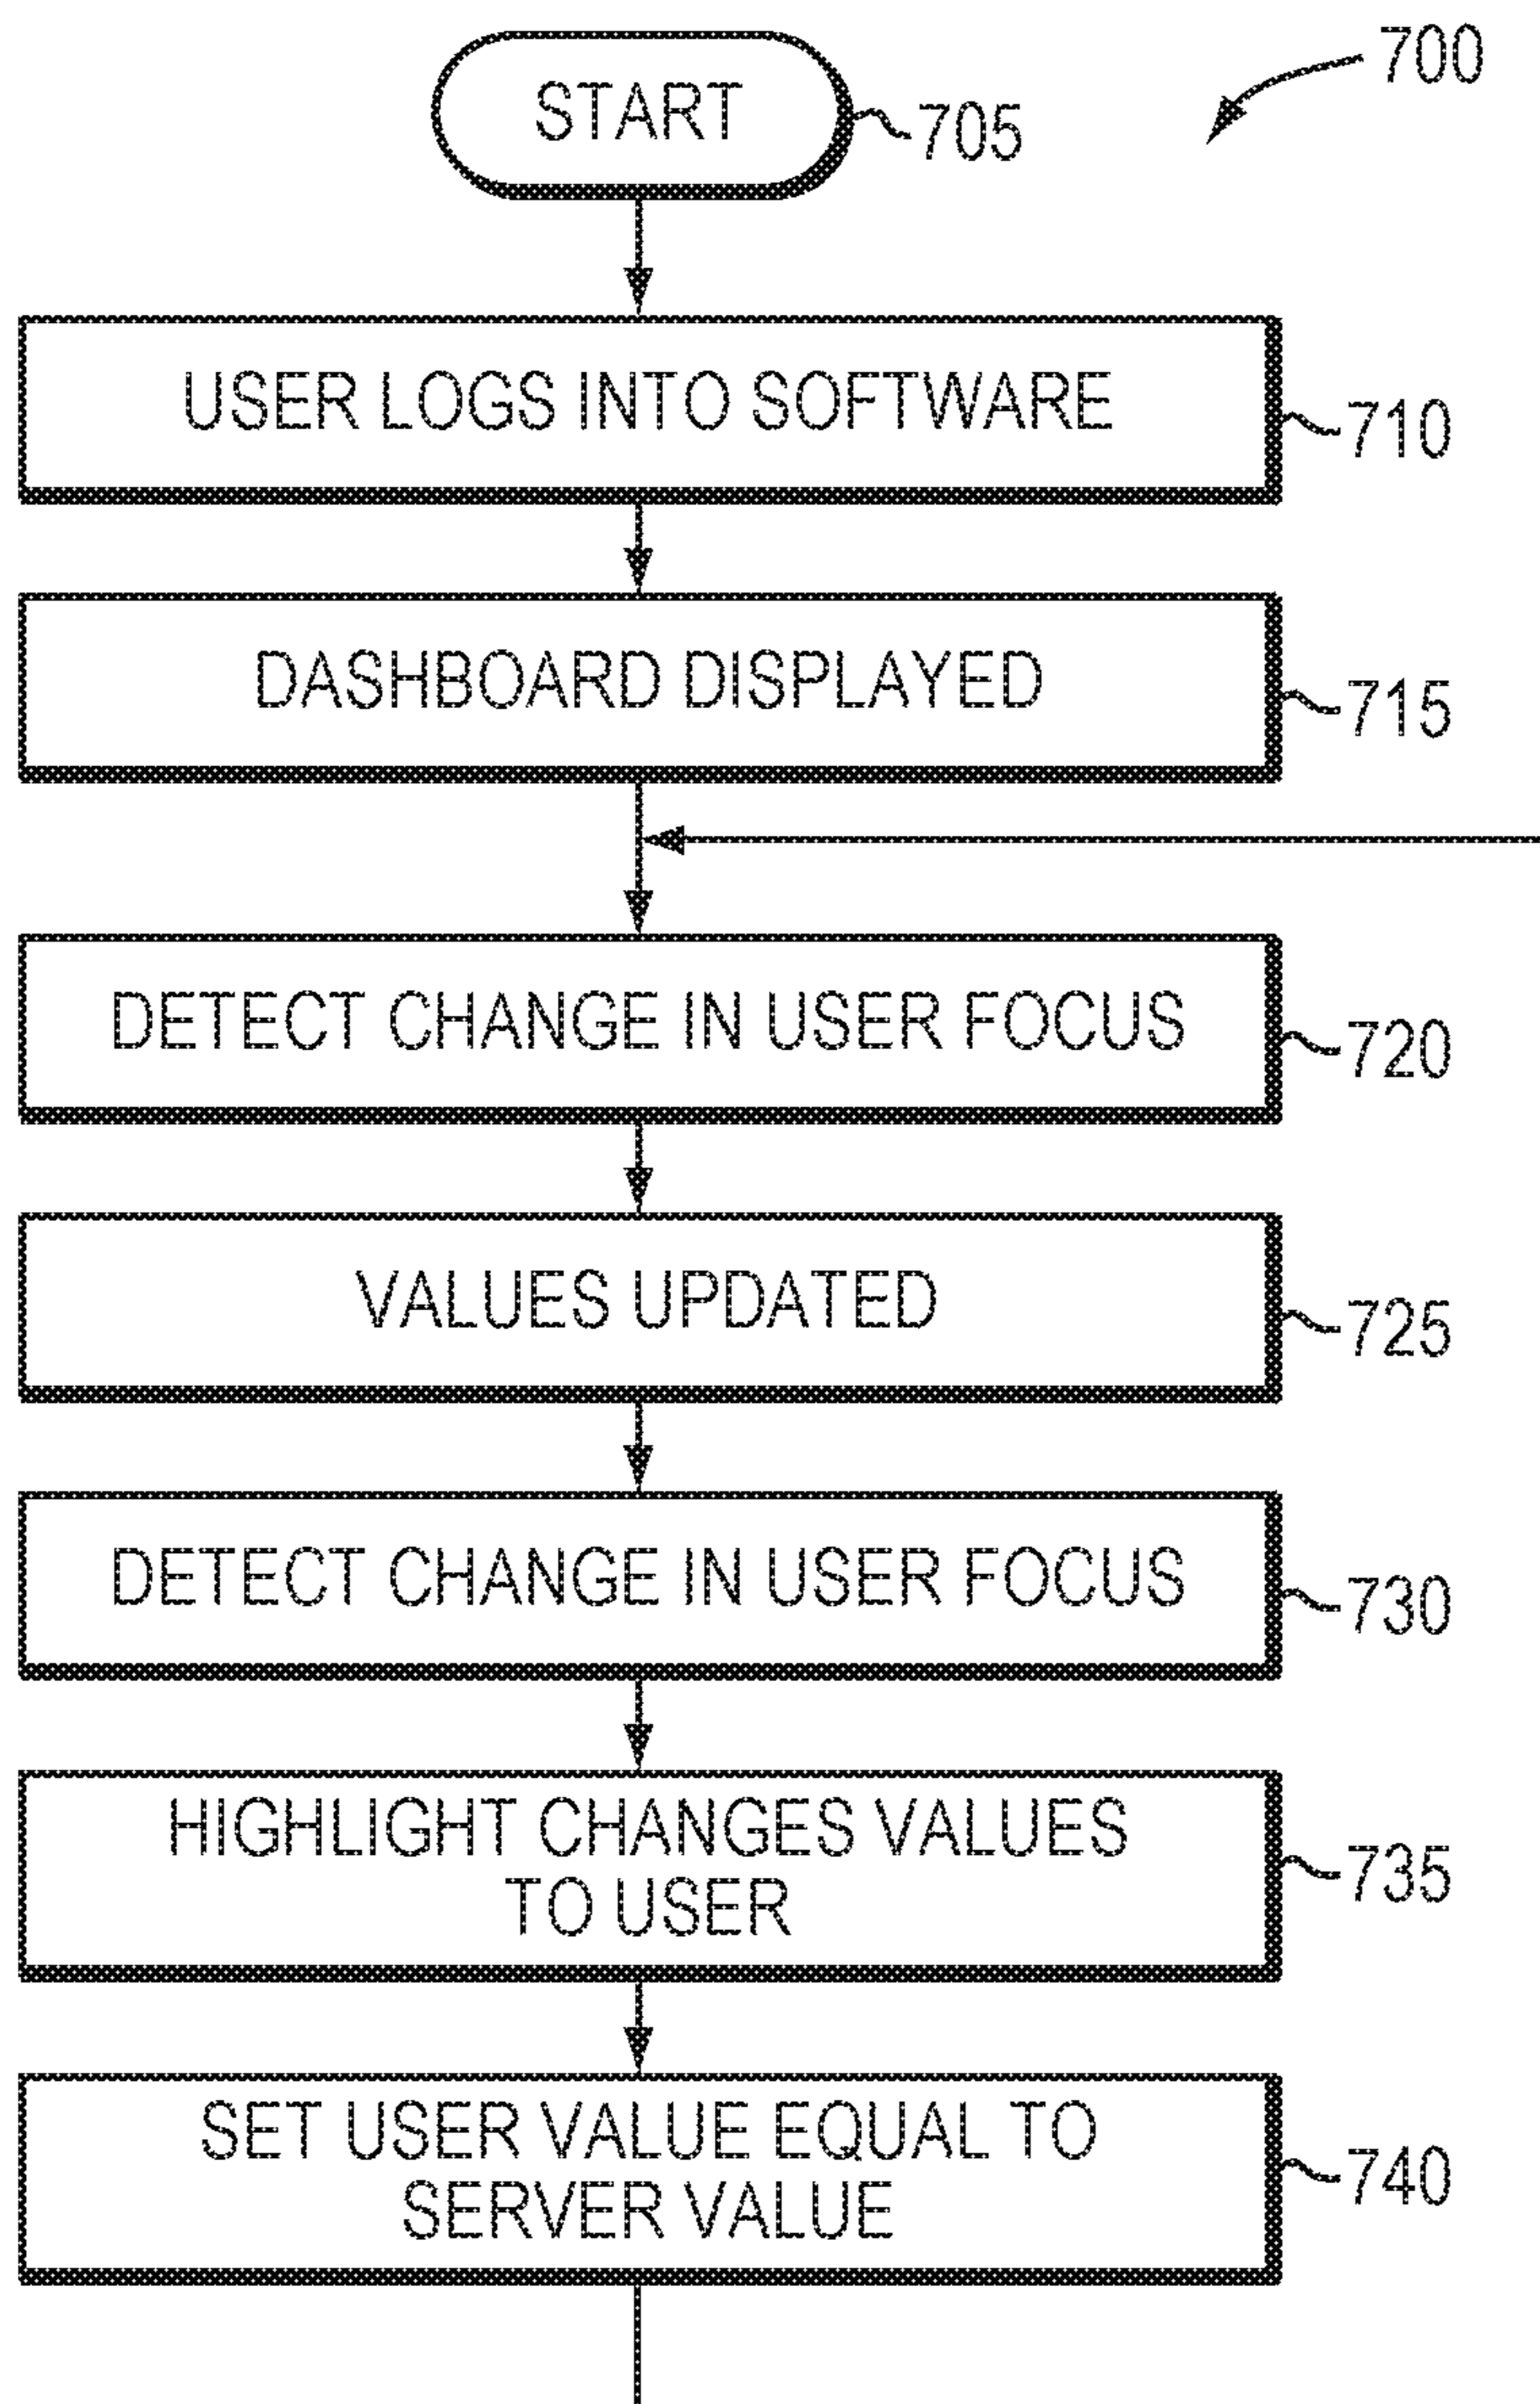 700
START
705
USER LOGS INTO SOFTWARE
710
DASHBOARD DISPLAYED
715
DETECT CHANGE IN USER FOCUS
720
VALUES UPDATED
725
DETECT CHANGE IN USER FOCUS
730
HIGHLIGHT CHANGES VALUES
TO USER
735
SET USER VALUE EQUAL TO
SERVER VALUE
740